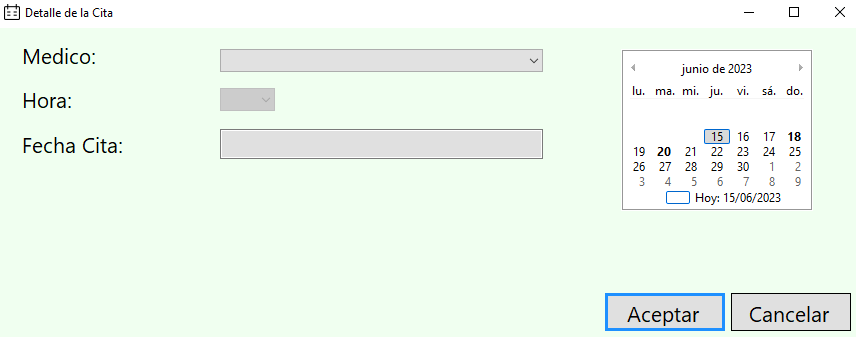 Detalle de la Cita
Medico:
Hora:
Fecha Cita:
junio de 2023
lu. ma. mi. ju. vi. sá. do.
15 16 17 18
19 20 21 22 23 24 25
26 27 28 29 30 1 2
3 4 5 6 7 8 9
Hoy: 15/06/2023
Aceptar Cancelar